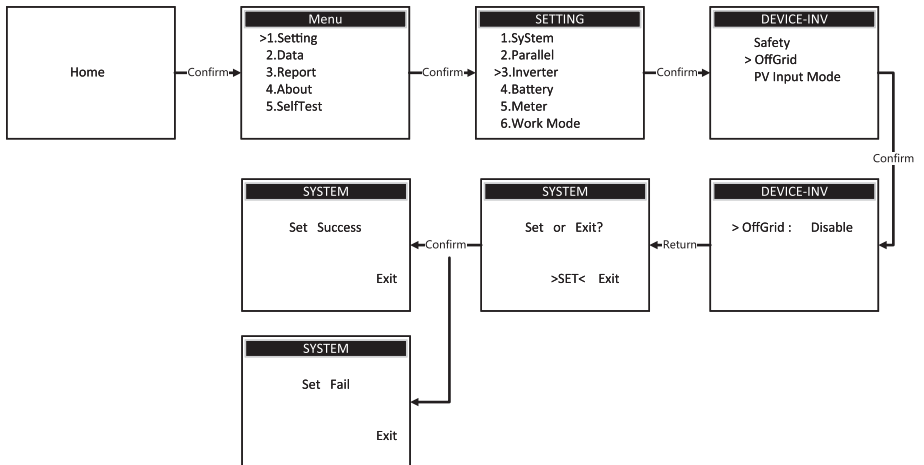 Home
Confirm
Menu
>1.Setting
2.Data
3.Report
4.About
5.SelfTest
Confirm
SETTING
1.SyStem
2.Parallel
>3.Inverter
4.Battery
5.Meter
6.Work Mode
Confirm
DEVICE-INV
Safety
> OffGrid
PV Input Mode
Confirm
DEVICE-INV
> OffGrid : Disable
Return
SYSTEM
Set or Exit?
>SET< Exit
Confirm
SYSTEM
Set Success
Exit
SYSTEM
Set Fail
Exit